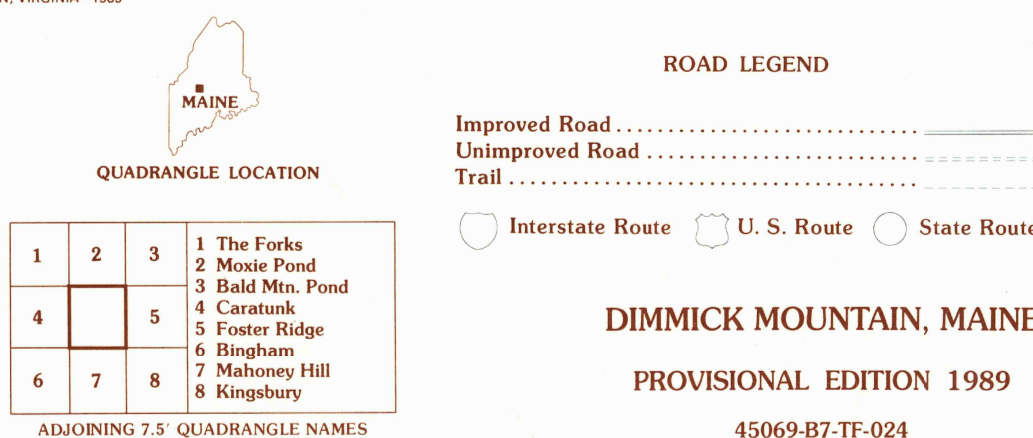 MAINE
QUADRANGLE LOCATION
1 2 3
4 5
6 7 8
1 The Forks
2 Moxie Pond
3 Bald Mtn. Pond
4 Caratunk
5 Foster Ridge
6 Bingham
7 Mahoney Hill
8 Kingsbury
ADJOINING 7.5′ QUADRANGLE NAMES
ROAD LEGEND
Improved Road
Unimproved Road
Trail
Interstate Route U. S. Route State Route
DIMMICK MOUNTAIN, MAINE
PROVISIONAL EDITION 1989
45069-B7-TF-024